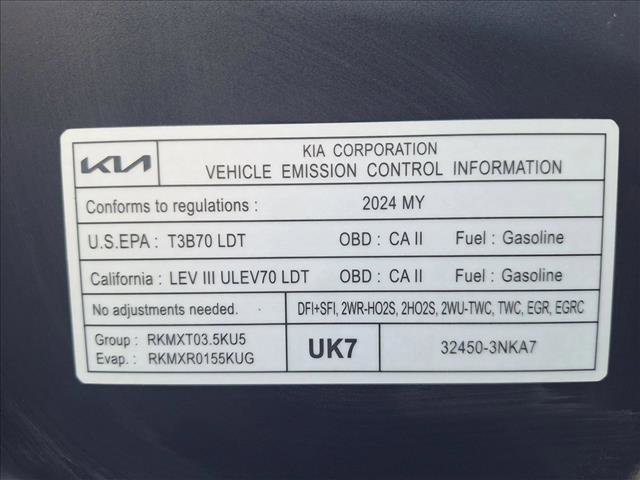 KIA
KIA CORPORATION
VEHICLE EMISSION CONTROL INFORMATION
Conforms to regulations : 2024 MY
U.S.EPA : T3B70 LDT OBD : CA II Fuel : Gasoline
California : LEV III ULEV70 LDT OBD : CA II Fuel : Gasoline
No adjustments needed. DFI+SFI, 2WR-HO2S, 2HO2S, 2WU-TWC, TWC, EGR, EGRC
Group : RKMXT03.5KU5
Evap. : RKMXR0155KUG
UK7
32450-3NKA7